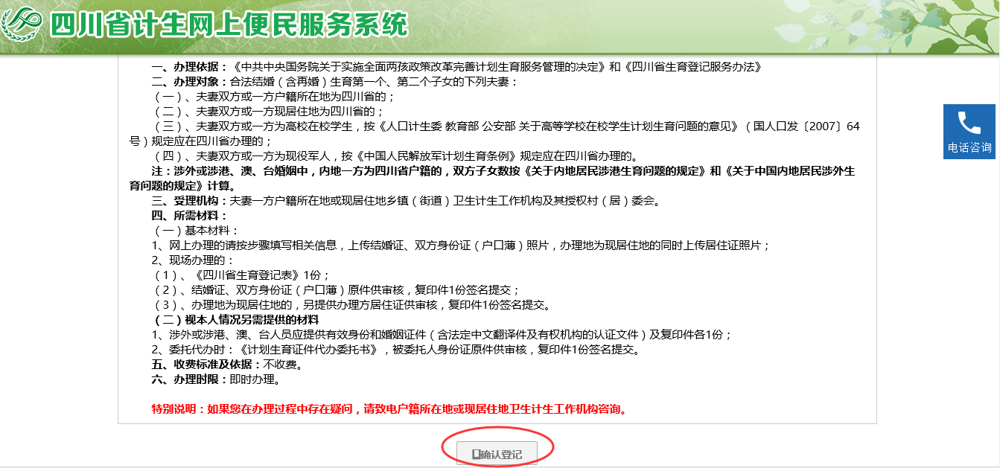 四川省计生网上便民服务系统
一、办理依据：《中共中央国务院关于实施全面两孩政策改革完善计划生育服务管理的决定》和《四川省生育登记服务办法》
二、办理对象：合法结婚（含再婚）生育第一个、第二个子女的下列夫妻：
（一）、夫妻双方或一方户籍所在地为四川省的；
（二）、夫妻双方或一方现居住地为四川省的；
（三）、夫妻双方或一方为高校在校学生，按《人口计生委 教育部 公安部 关于高等学校在校学生计划生育问题的意见》（国人口发〔2007〕64
号）规定应在四川省办理的；
（四）、夫妻双方或一方为现役军人，按《中国人民解放军计划生育条例》规定应在四川省办理的。
注：涉外或涉港、澳、台婚姻中，内地一方为四川省户籍的，双方子女数按《关于内地居民涉港生育问题的规定》和《关于中国内地居民涉外生
育问题的规定》计算。
三、受理机构：夫妻一方户籍所在地或现居住地乡镇（街道）卫生计生工作机构及其授权村（居）委会。
四、所需材料：
（一）基本材料：
1、网上办理的请按步骤填写相关信息，上传结婚证、双方身份证（户口薄）照片，办理地为现居住地的同时上传居住证照片；
2、现场办理的：
（1）、《四川省生育登记表》1份；
（2）、结婚证、双方身份证（户口薄）原件供审核，复印件1份签名提交；
（3）、办理地为现居住地的，另提供办理方居住证供审核，复印件1份签名提交。
（二）视本人情况另需提供的材料
1、涉外或涉港、澳、台人员应提供有效身份和婚姻证件（含法定中文翻译件及有权机构的认证文件）及复印件各1份；
2、委托代办时：《计划生育证件代办委托书》，被委托人身份证原件供审核，复印件1份签名提交。
五、收费标准及依据：不收费。
六、办理时限：即时办理。
特别说明：如果您在办理过程中存在疑问，请致电户籍所在地或现居住地卫生计生工作机构咨询。
确认登记
电话咨询